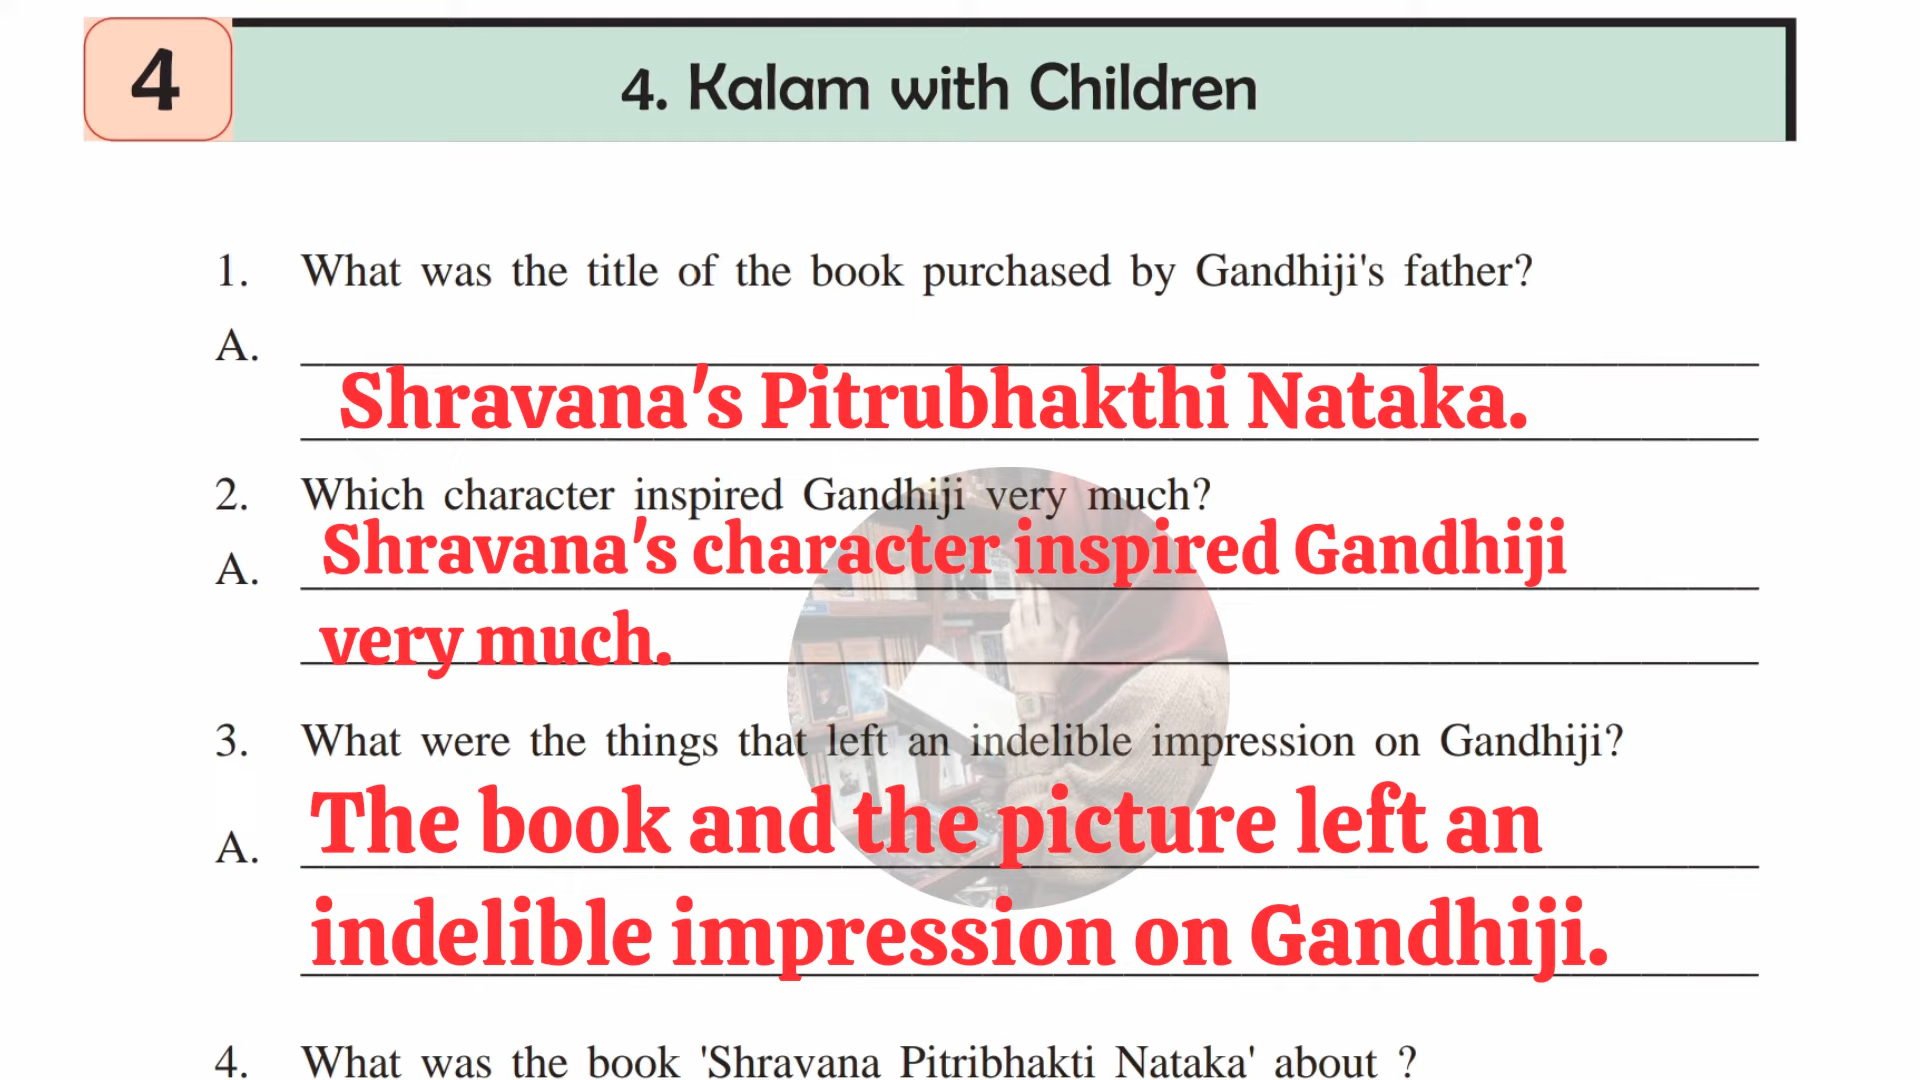 4
4. Kalam with Children
1. What was the title of the book purchased by Gandhiji's father?
A.
Shravana's Pitrubhakthi Nataka.
2. Which character inspired Gandhiji very much?
A. Shravana's character inspired Gandhiji
very much.
3. What were the things that left an indelible impression on Gandhiji?
A. The book and the picture left an
indelible impression on Gandhiji.
4. What was the book 'Shravana Pitribhakti Nataka' about ?